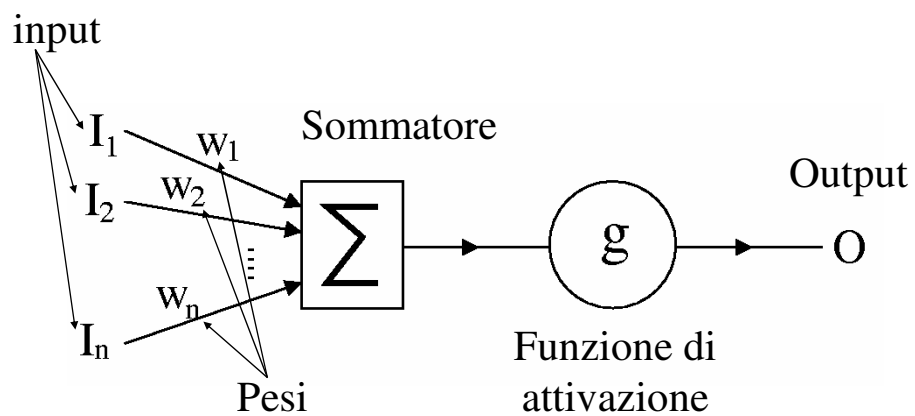 input
Sommatore
I₁
w₁
I₂
w₂
Output
Σ
g
O
wₙ
Iₙ
Pesi
Funzione di
attivazione